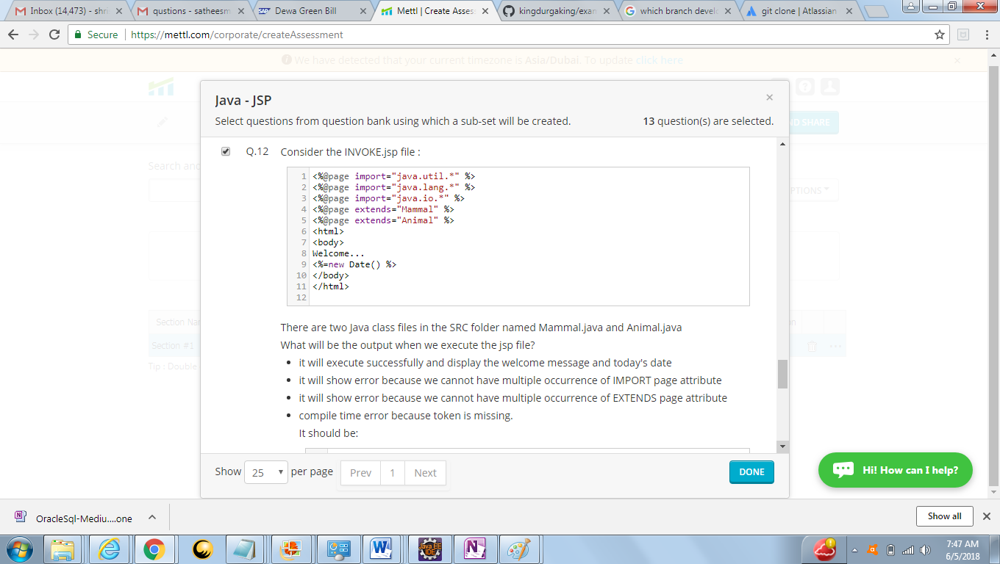 Inbox (14,473) - shri
qustions - satheesm
Dewa Green Bill
Mettl | Create Asses
kingdurgaking/exan
which branch devel
git clone | Atlassian
Secure
https://mettl.com/corporate/createAssessment
We have detected that your current timezone is Asia/Dubai. To update click here
Java - JSP
Select questions from question bank using which a sub-set will be created.
13 question(s) are selected.
ND SHARE
Search and
PTIONS
Section Na
Section #1
Tip : Double
Q.12 Consider the INVOKE.jsp file :
1 <%@page import="java.util.*" %>
2 <%@page import="java.lang.*" %>
3 <%@page import="java.io.*" %>
4 <%@page extends="Mammal" %>
5 <%@page extends="Animal" %>
6 <html>
7 <body>
8 Welcome...
9 <%=new Date() %>
10 </body>
11 </html>
12
There are two Java class files in the SRC folder named Mammal.java and Animal.java
What will be the output when we execute the jsp file?
it will execute successfully and display the welcome message and today's date
it will show error because we cannot have multiple occurrence of IMPORT page attribute
it will show error because we cannot have multiple occurrence of EXTENDS page attribute
compile time error because token is missing.
It should be:
Show 25 per page Prev 1 Next
DONE
Hi! How can I help?
OracleSql-Mediu....one
Show all
Java EE
IDE
7:47 AM
6/5/2018